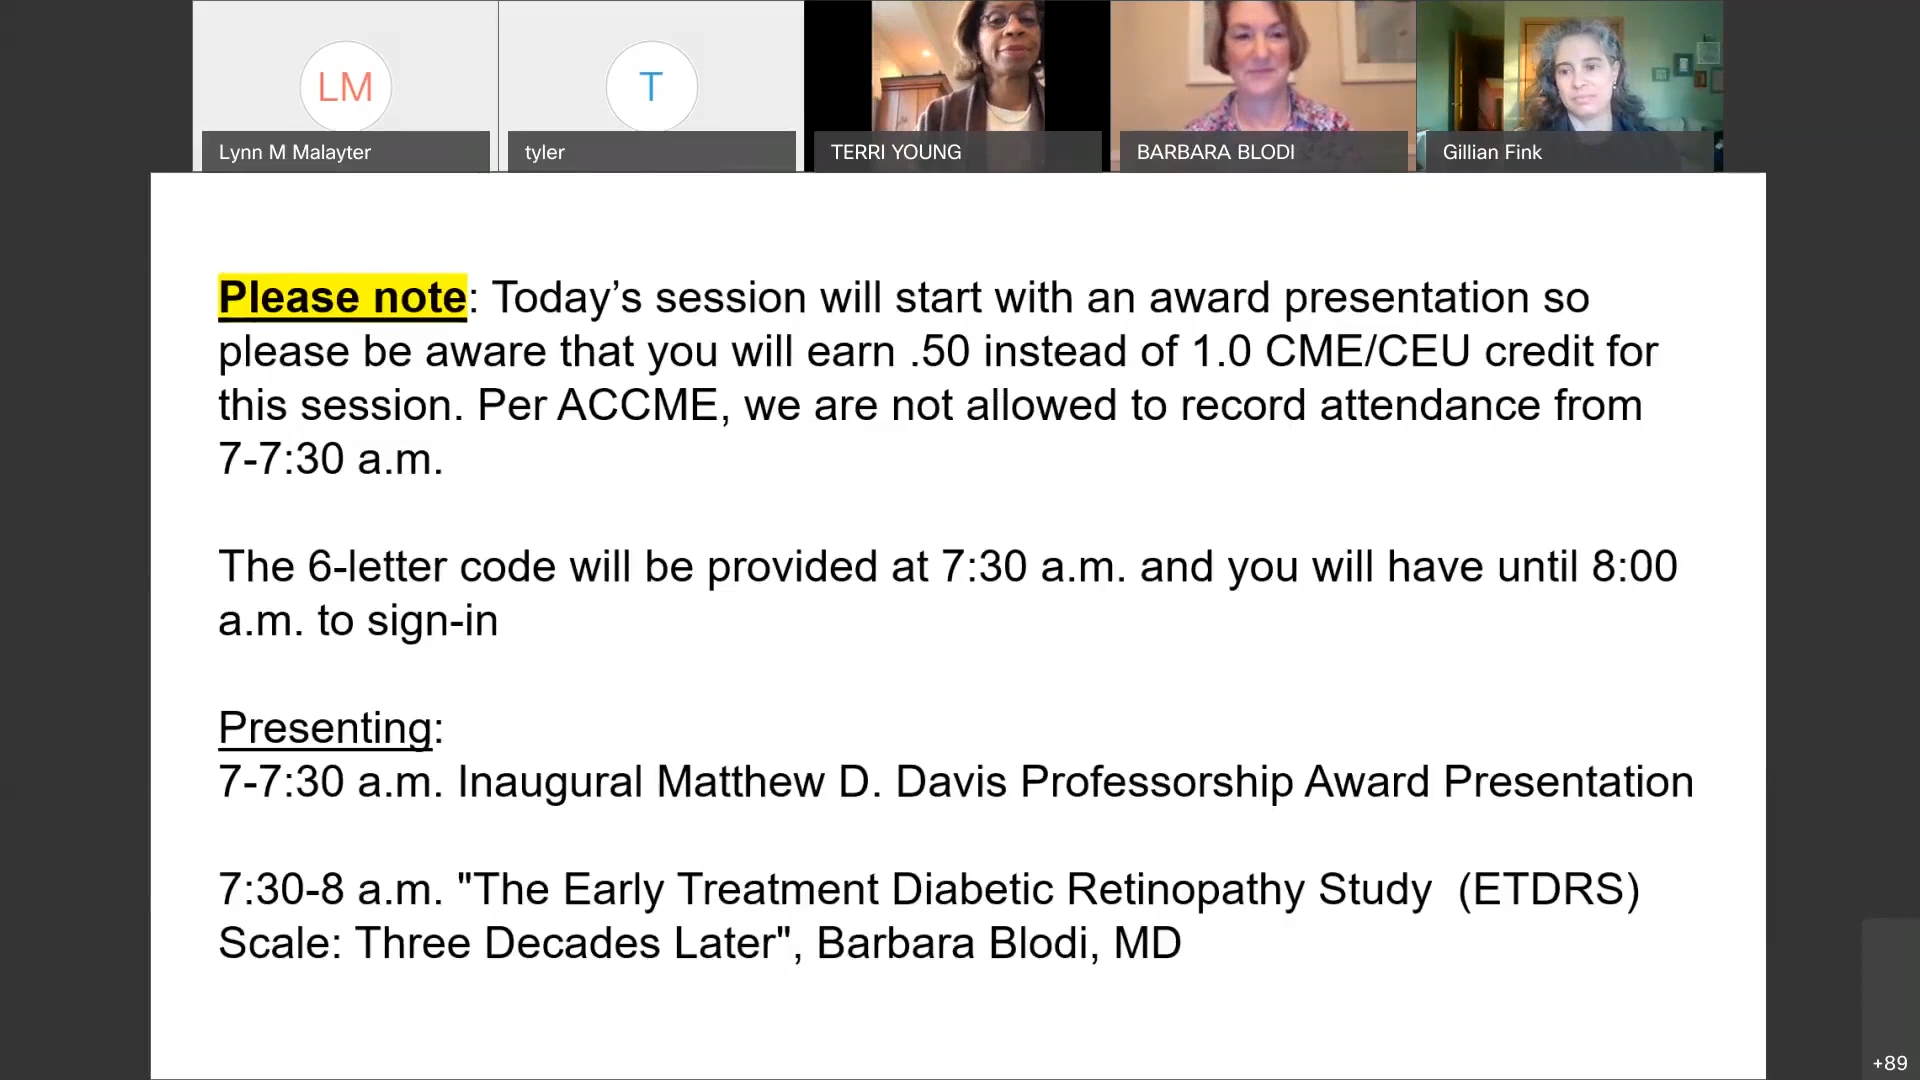 LM
T
Lynn M Malayter
tyler
TERRI YOUNG
BARBARA BLODI
Gillian Fink
Please note: Today’s session will start with an award presentation so
please be aware that you will earn .50 instead of 1.0 CME/CEU credit for
this session. Per ACCME, we are not allowed to record attendance from
7-7:30 a.m.
The 6-letter code will be provided at 7:30 a.m. and you will have until 8:00
a.m. to sign-in
Presenting:
7-7:30 a.m. Inaugural Matthew D. Davis Professorship Award Presentation
7:30-8 a.m. "The Early Treatment Diabetic Retinopathy Study (ETDRS)
Scale: Three Decades Later", Barbara Blodi, MD
+89